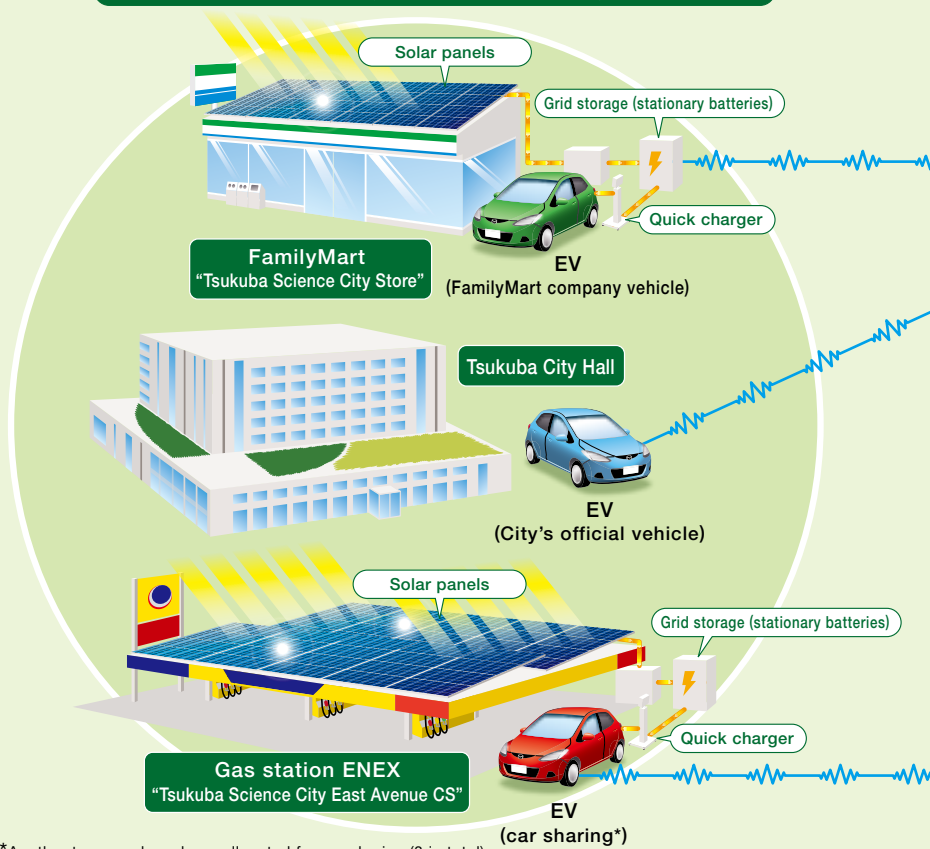 Solar panels
Grid storage (stationary batteries)
Quick charger
FamilyMart
“Tsukuba Science City Store”
EV
(FamilyMart company vehicle)
Tsukuba City Hall
EV
(City’s official vehicle)
Solar panels
Grid storage (stationary batteries)
Quick charger
Gas station ENEX
“Tsukuba Science City East Avenue CS”
EV
(car sharing*)